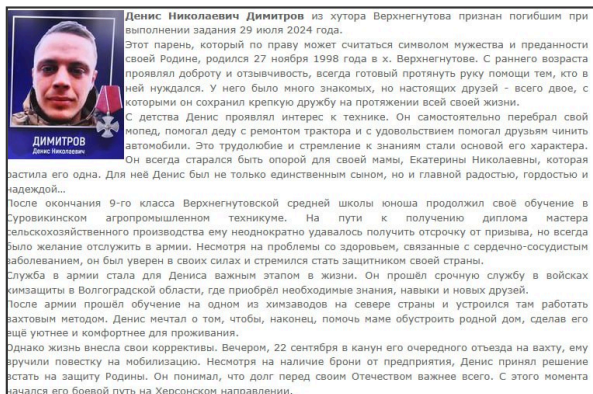 Денис Николаевич Димитров из хутора Верхнегнутова признан погибшим при
выполнении задания 29 июля 2024 года.
Этот парень, который по праву может считаться символом мужества и преданности
своей Родине, родился 27 ноября 1998 года в х. Верхнегнутове. С раннего возраста
проявлял доброту и отзывчивость, всегда готовый протянуть руку помощи тем, кто в
ней нуждался. У него было много знакомых, но настоящих друзей - всего двое, с
которыми он сохранил крепкую дружбу на протяжении всей своей жизни.
С детства Денис проявлял интерес к технике. Он самостоятельно перебрал свой
мопед, помогал деду с ремонтом трактора и с удовольствием помогал друзьям чинить
автомобили. Это трудолюбие и стремление к знаниям стали основой его характера.
Он всегда старался быть опорой для своей мамы, Екатерины Николаевны, которая
растила его одна. Для неё Денис был не только единственным сыном, но и главной радостью, гордостью и
надеждой…
После окончания 9-го класса Верхнегнутовской средней школы юноша продолжил своё обучение в
Суровикинском агропромышленном техникуме. На пути к получению диплома мастера
сельскохозяйственного производства ему неоднократно удавалось получить отсрочку от призыва, но всегда
было желание отслужить в армии. Несмотря на проблемы со здоровьем, связанные с сердечно-сосудистым
заболеванием, он был уверен в своих силах и стремился стать защитником своей страны.
Служба в армии стала для Дениса важным этапом в жизни. Он прошёл срочную службу в войсках
химзащиты в Волгоградской области, где приобрёл необходимые знания, навыки и новых друзей.
После армии прошёл обучение на одном из химзаводов на севере страны и устроился там работать
вахтовым методом. Денис мечтал о том, чтобы, наконец, помочь маме обустроить родной дом, сделав его
ещё уютнее и комфортнее для проживания.
Однако жизнь внесла свои коррективы. Вечером, 22 сентября в канун его очередного отъезда на вахту, ему
вручили повестку на мобилизацию. Несмотря на наличие брони от предприятия, Денис принял решение
встать на защиту Родины. Он понимал, что долг перед своим Отечеством важнее всего. С этого момента
начался его боевой путь на Херсонском направлении.
ДИМИТРОВ
Денис Николаевич